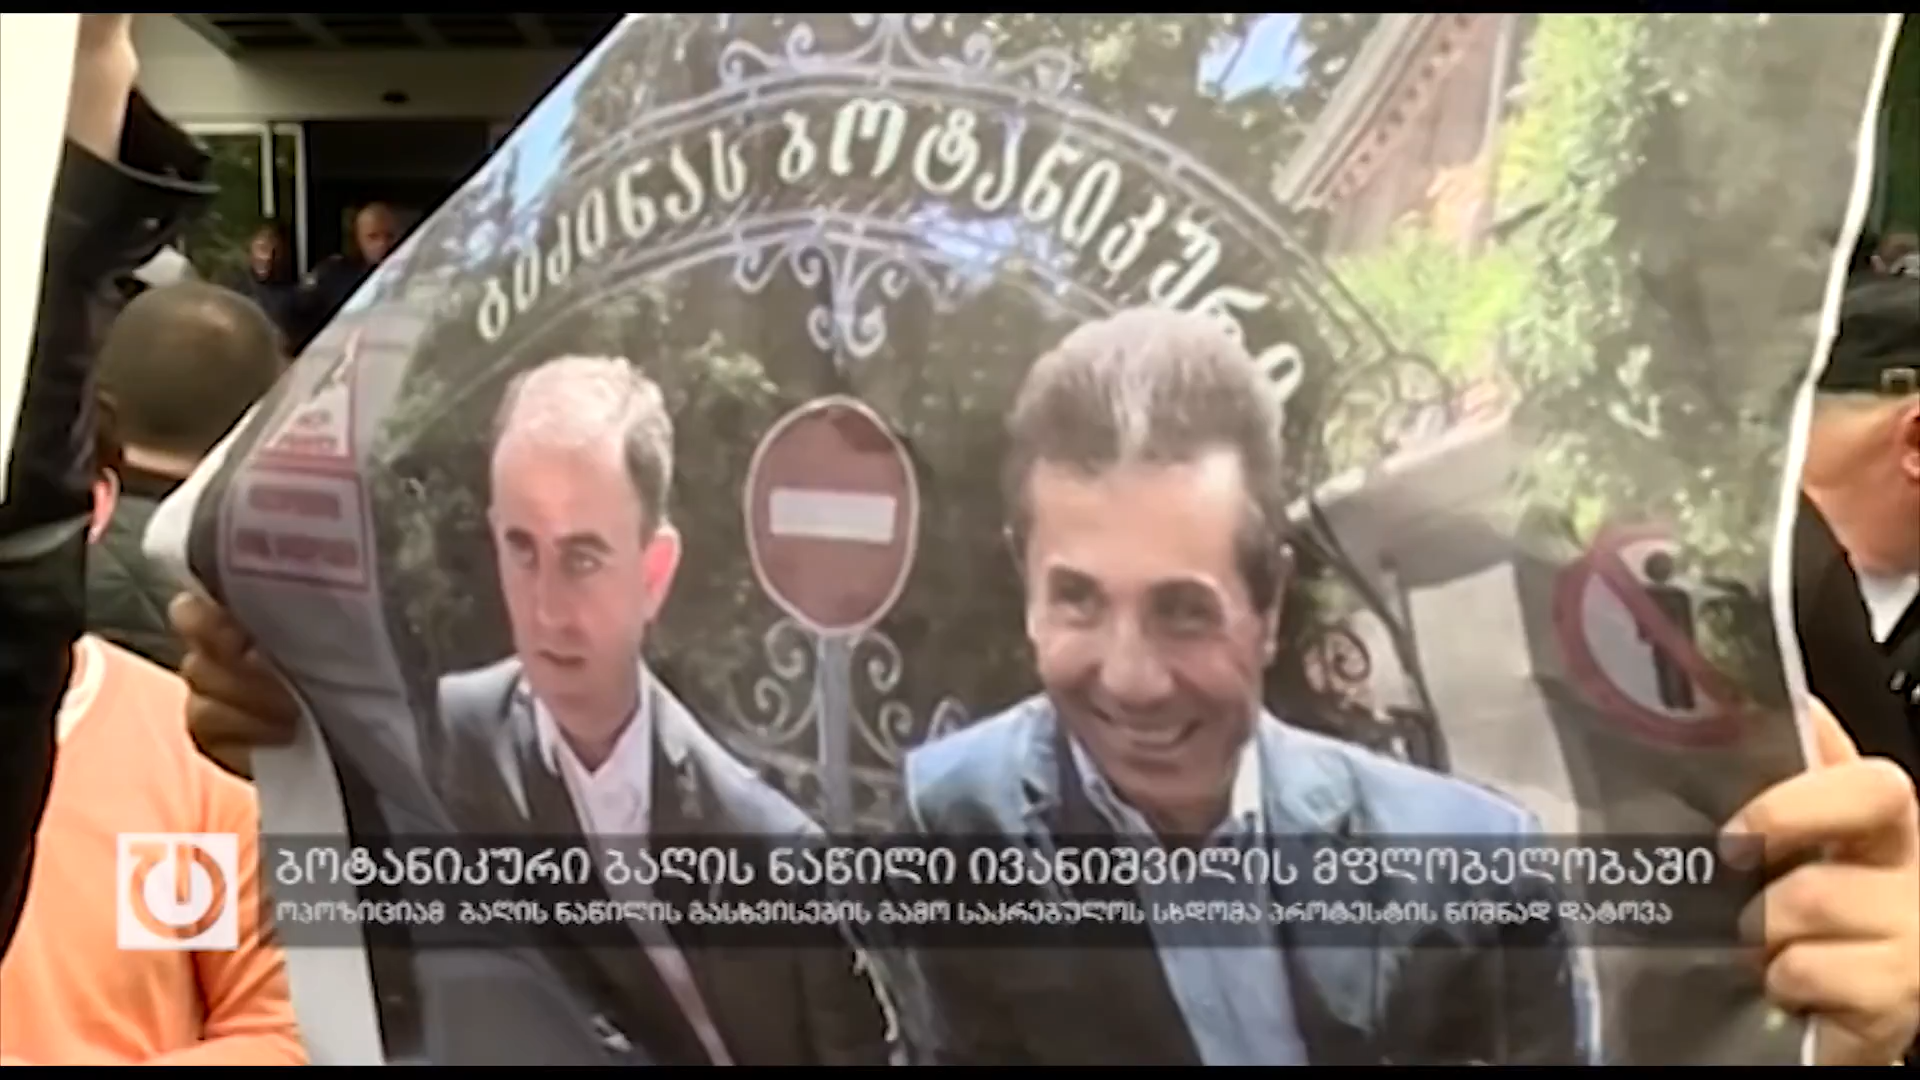 ბიძინას ბოტანიკური
ბოტანიკური ბაღის ნაწილი ივანიშვილის მფლობელობაში
ოპოზიციამ ბაღის ნაწილის გასხვისების გამო საკრებულოს სხდომა პროტესტის ნიშნად დატოვა